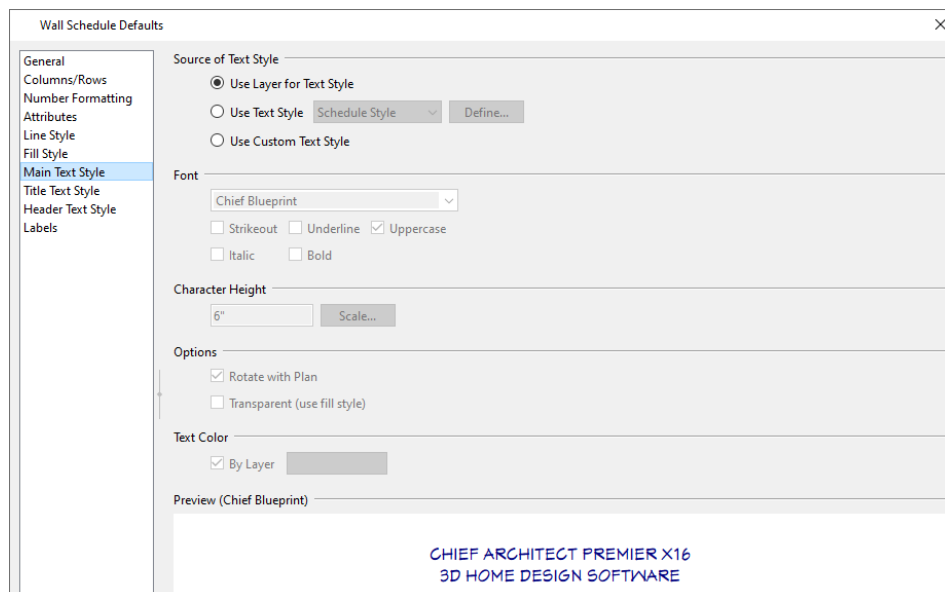 Wall Schedule Defaults
General
Columns/Rows
Number Formatting
Attributes
Line Style
Fill Style
Main Text Style
Title Text Style
Header Text Style
Labels
Source of Text Style
Use Layer for Text Style
Use Text Style Schedule Style Define...
Use Custom Text Style
Font
Chief Blueprint
Strikeout Underline Uppercase
Italic Bold
Character Height
6" Scale...
Options
Rotate with Plan
Transparent (use fill style)
Text Color
By Layer
Preview (Chief Blueprint)
CHIEF ARCHITECT PREMIER X16
3D HOME DESIGN SOFTWARE